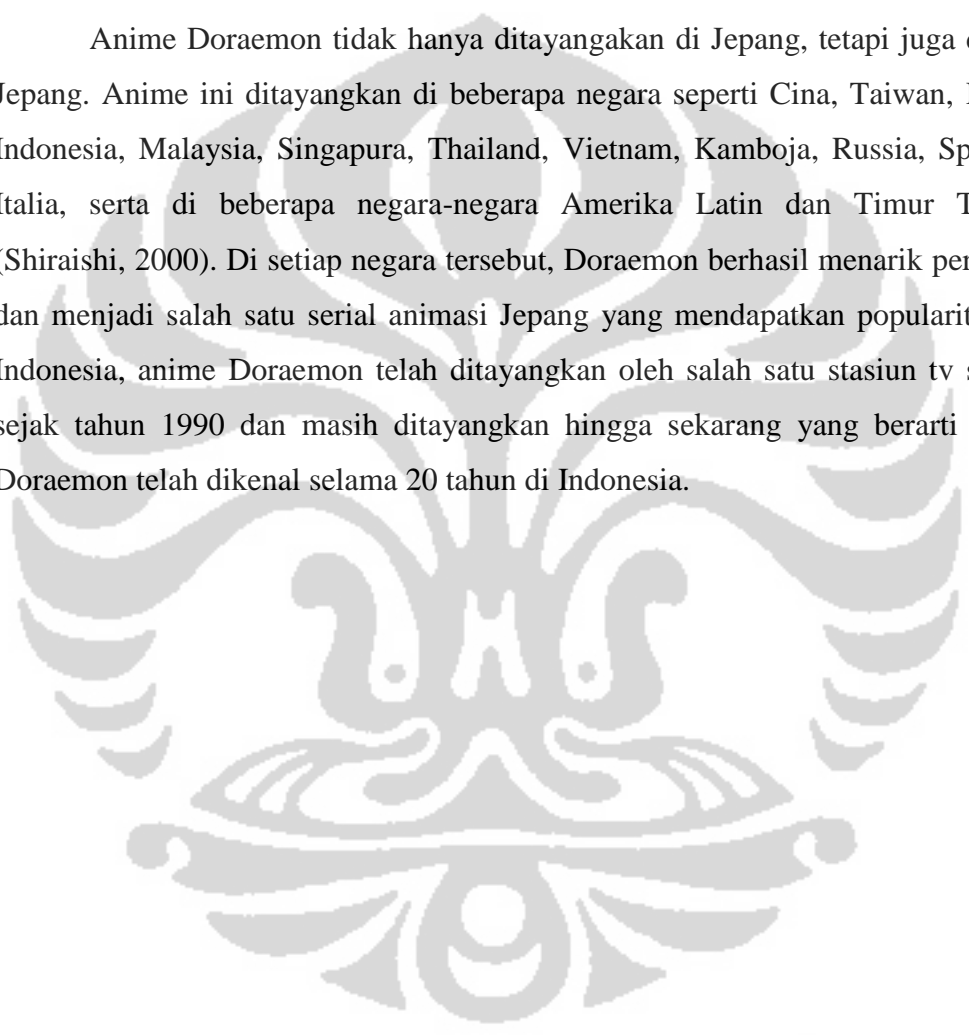 Anime Doraemon tidak hanya ditayangakan di Jepang, tetapi juga
Jepang. Anime ini ditayangkan di beberapa negara seperti Cina, Taiwan,
Indonesia, Malaysia, Singapura, Thailand, Vietnam, Kamboja, Russia,
Italia, serta di beberapa negara-negara Amerika Latin dan Timur
(Shiraishi, 2000). Di setiap negara tersebut, Doraemon berhasil menarik
dan menjadi salah satu serial animasi Jepang yang mendapatkan
Indonesia, anime Doraemon telah ditayangkan oleh salah satu stasiun tv
sejak tahun 1990 dan masih ditayangkan hingga sekarang yang berarti
Doraemon telah dikenal selama 20 tahun di Indonesia.